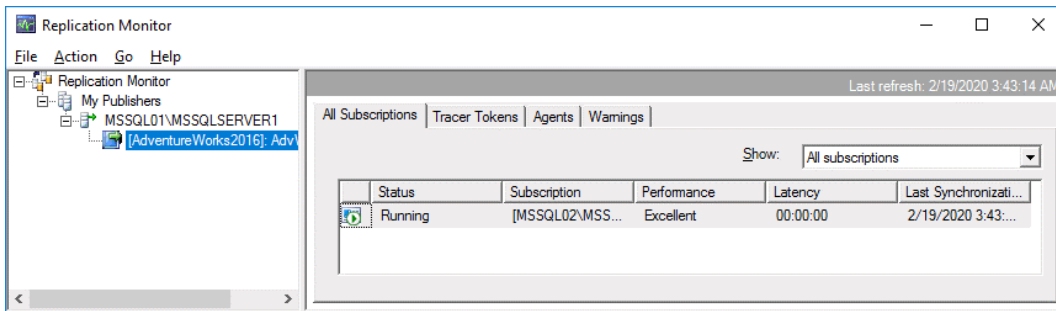 Replication Monitor
File Action Go Help
Replication Monitor
My Publishers
MSSQL01\MSSQLSERVER1
[AdventureWorks2016]: Adv\
Last refresh: 2/19/2020 3:43:14 AM
All Subscriptions Tracer Tokens Agents Warnings
Show: All subscriptions
Status Subscription Performance Latency Last Synchronizati...
Running [MSSQL02\MSS... Excellent 00:00:00 2/19/2020 3:43:...